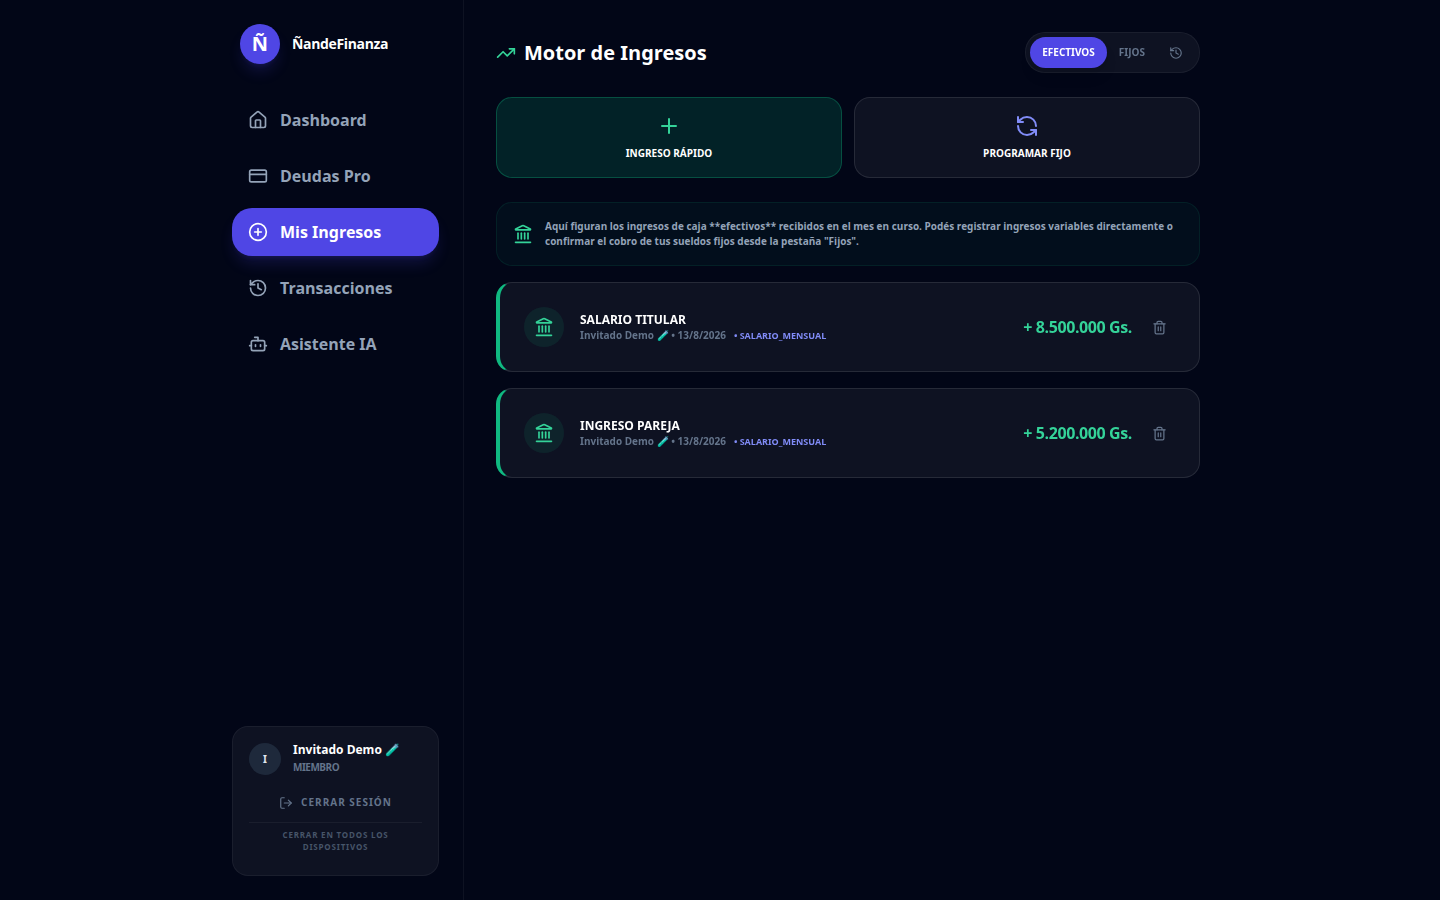 Ñ ÑandeFinanza
Dashboard
Deudas Pro
Mis Ingresos
Transacciones
Asistente IA
I
Invitado Demo 🧪
MIEMBRO
CERRAR SESIÓN
CERRAR EN TODOS LOS
DISPOSITIVOS
Motor de Ingresos
EFECTIVOS FIJOS
INGRESO RÁPIDO
PROGRAMAR FIJO
Aquí figuran los ingresos de caja **efectivos** recibidos en el mes en curso. Podés registrar ingresos variables directamente o
confirmar el cobro de tus sueldos fijos desde la pestaña "Fijos".
SALARIO TITULAR
Invitado Demo 🧪 • 13/8/2026 • SALARIO_MENSUAL
+ 8.500.000 Gs.
INGRESO PAREJA
Invitado Demo 🧪 • 13/8/2026 • SALARIO_MENSUAL
+ 5.200.000 Gs.